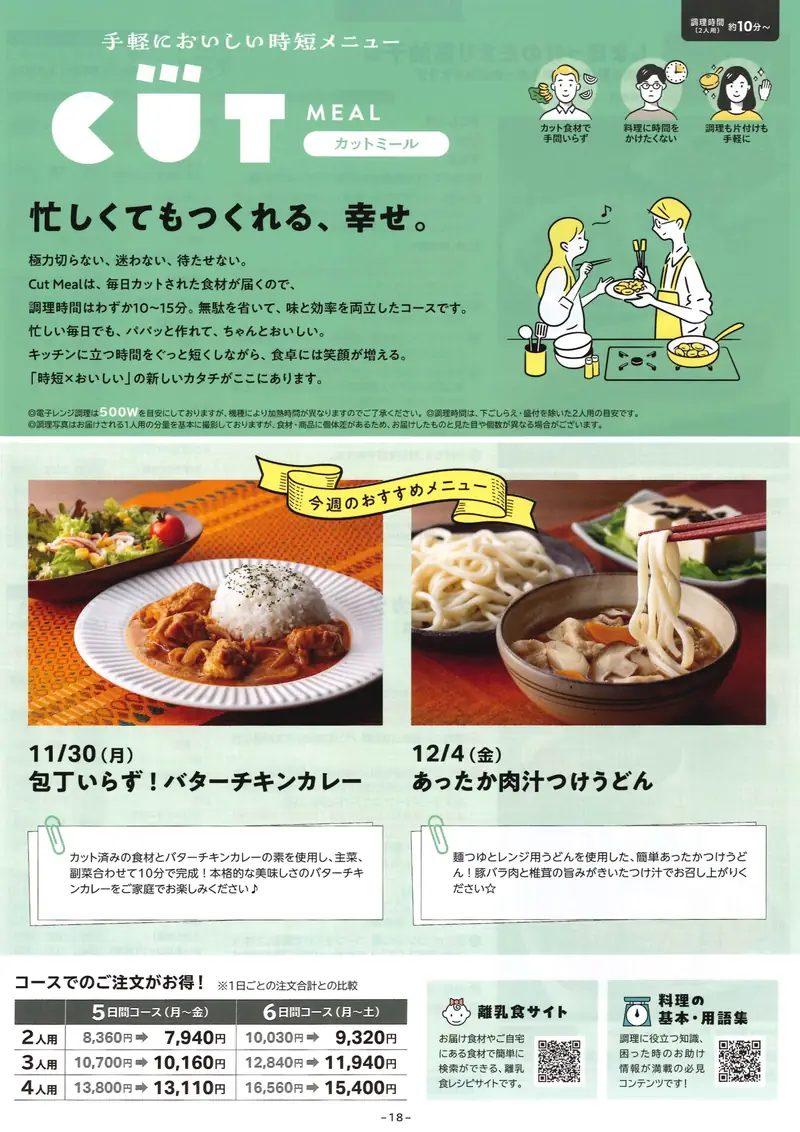 調理時間
(2人用) 約10分～
手軽においしい時短メニュー
CUT MEAL
カットミール
カット食材で
手間いらず
料理に時間を
かけたくない
調理も片付けも
手軽に
忙しくてもつくれる、幸せ。
極力切らない、迷わない、待たせない。
Cut Mealは、毎日カットされた食材が届くので、
調理時間はわずか10～15分。無駄を省いて、味と効率を両立したコースです。
忙しい毎日でも、パパッと作れて、ちゃんとおいしい。
キッチンに立つ時間をぐっと短くしながら、食卓には笑顔が増える。
「時短×おいしい」の新しいカタチがここにあります。
◎電子レンジ調理は500Wを目安にしておりますが、機種により加熱時間が異なりますのでご了承ください。◎調理時間は、下ごしらえ・盛付を除いた2人用の目安です。
◎調理写真はお届けされる1人用の分量を基本に撮影しておりますが、食材・商品に個体差があるため、お届けしたものと見た目や個数が異なる場合がございます。
今週のおすすめメニュー
11/30(月)
包丁いらず！バターチキンカレー
カット済みの食材とバターチキンカレーの素を使用し、主菜、
副菜合わせて10分で完成！本格的な美味しさのバターチキ
ンカレーをご家庭でお楽しみください♪
12/4(金)
あったか肉汁つけうどん
麺つゆとレンジ用うどんを使用した、簡単あったかつけうど
ん！豚バラ肉と椎茸の旨みがきいたつけ汁でお召し上がりく
ださい☆
コースでのご注文がお得！ ※1日ごとの注文合計との比較
5日間コース（月～金） 6日間コース（月～土）
2人用 8,360円➡ 7,940円 10,030円➡ 9,320円
3人用 10,700円➡ 10,160円 12,840円➡ 11,940円
4人用 13,800円➡ 13,110円 16,560円➡ 15,400円
離乳食サイト
お届け食材やご自宅
にある食材で簡単に
検索ができる、離乳
食レシピサイトです。
料理の
基本・用語集
調理に役立つ知識、
困った時のお助け
情報が満載の必見
コンテンツです！
－18－